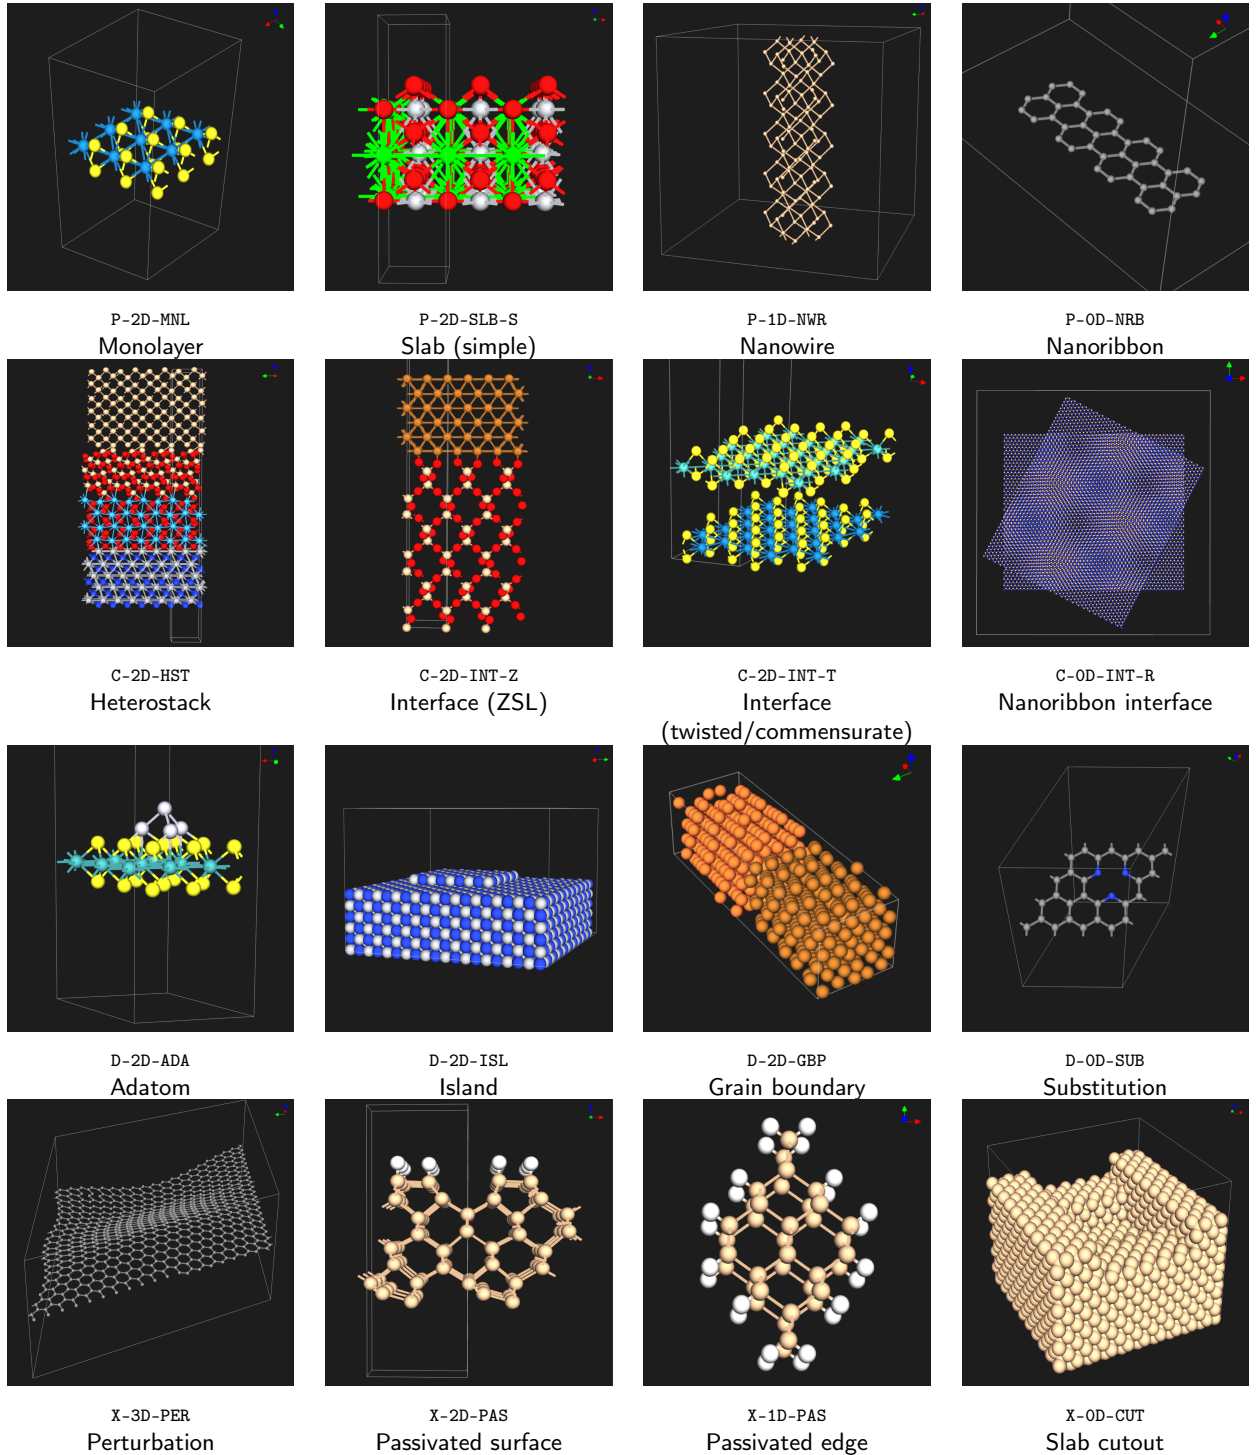 P-2D-MNL
Monolayer
P-2D-SLB-S
Slab (simple)
P-1D-NWR
Nanowire
P-0D-NRB
Nanoribbon
C-2D-HST
Heterostack
C-2D-INT-Z
Interface (ZSL)
C-2D-INT-T
Interface
(twisted/commensurate)
C-0D-INT-R
Nanoribbon interface
D-2D-ADA
Adatom
D-2D-ISL
Island
D-2D-GBP
Grain boundary
D-0D-SUB
Substitution
X-3D-PER
Perturbation
X-2D-PAS
Passivated surface
X-1D-PAS
Passivated edge
X-0D-CUT
Slab cutout